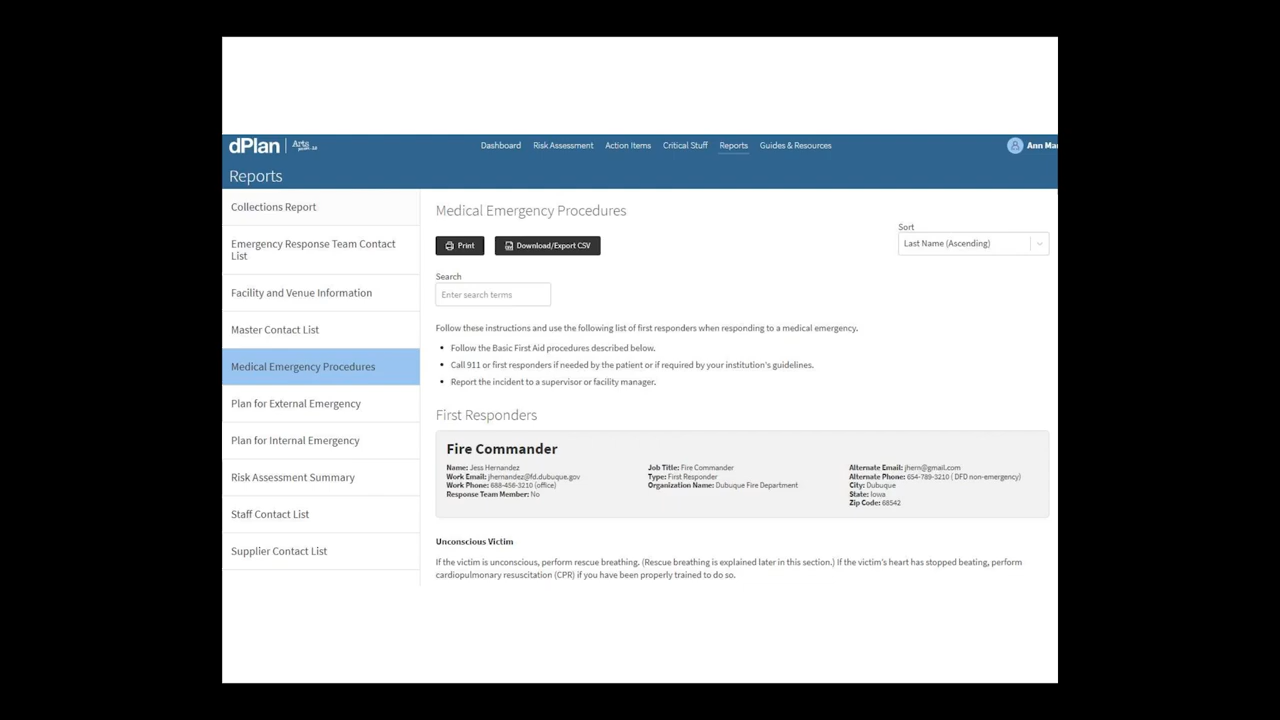 dPlan
Arts
Dashboard
Risk Assessment
Action Items
Critical Stuff
Reports
Guides & Resources
Ann Mar
Reports
Collections Report
Emergency Response Team Contact
List
Facility and Venue Information
Master Contact List
Medical Emergency Procedures
Plan for External Emergency
Plan for Internal Emergency
Risk Assessment Summary
Staff Contact List
Supplier Contact List
Medical Emergency Procedures
Print
Download/Export CSV
Sort
Last Name (Ascending)
Search
Enter search terms
Follow these instructions and use the following list of first responders when responding to a medical emergency.
• Follow the Basic First Aid procedures described below.
• Call 911 or first responders if needed by the patient or if required by your institution's guidelines.
• Report the incident to a supervisor or facility manager.
First Responders
Fire Commander
Name: Jess Hernandez
Work Email: jhernandez@fd.dubuque.gov
Work Phone: 688-456-3210 (office)
Response Team Member: No
Job Title: Fire Commander
Type: First Responder
Organization Name: Dubuque Fire Department
Alternate Email: jhern@gmail.com
Alternate Phone: 654-789-3210 ( DFD non-emergency)
City: Dubuque
State: Iowa
Zip Code: 68542
Unconscious Victim
If the victim is unconscious, perform rescue breathing. (Rescue breathing is explained later in this section.) If the victim's heart has stopped beating, perform
cardiopulmonary resuscitation (CPR) if you have been properly trained to do so.